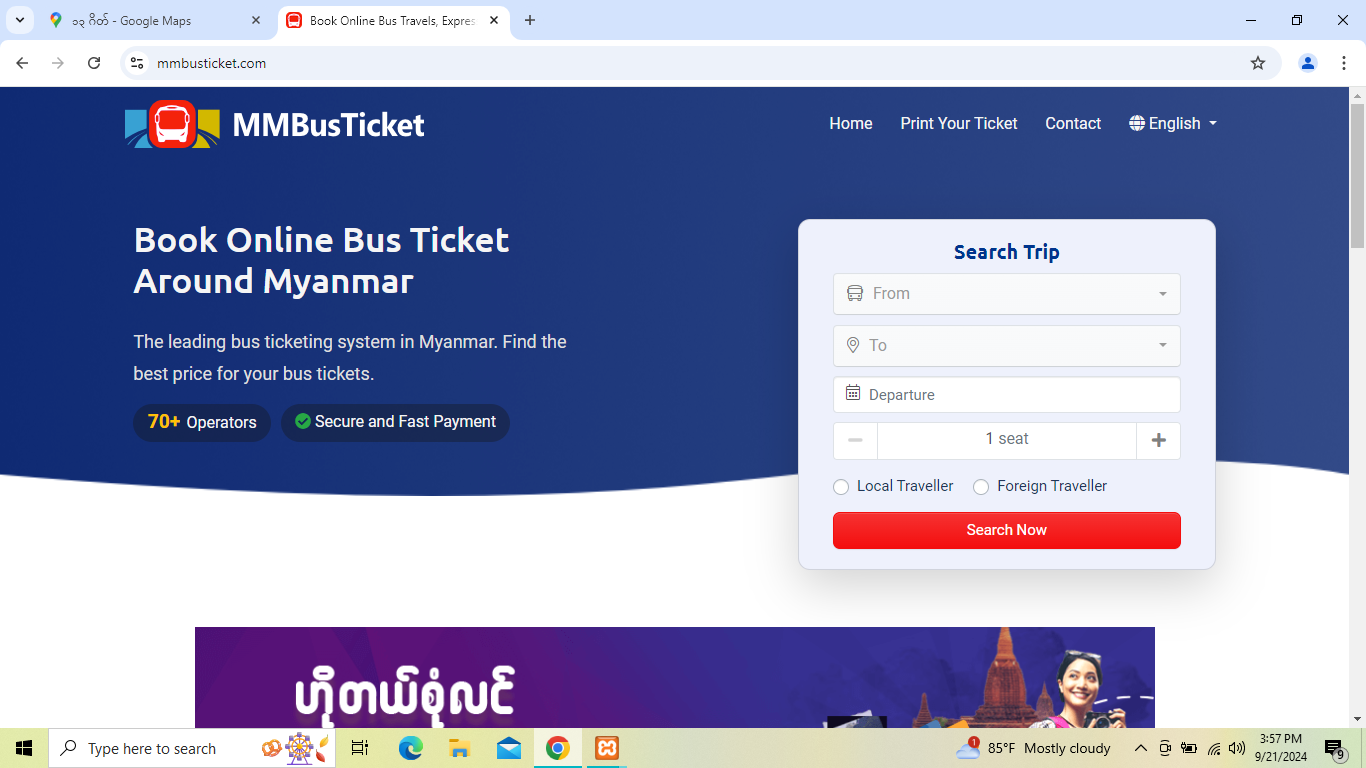 ၁၃ ဂိတ် - Google Maps
Book Online Bus Travels, Expres
mmbusticket.com
MMBusTicket
Home
Print Your Ticket
Contact
English
Book Online Bus Ticket
Around Myanmar
The leading bus ticketing system in Myanmar. Find the
best price for your bus tickets.
70+ Operators
Secure and Fast Payment
Search Trip
From
To
Departure
1 seat
Local Traveller
Foreign Traveller
Search Now
ဟိုတယ်စုံလင်
Type here to search
1
85°F Mostly cloudy
3:57 PM
9/21/2024
9